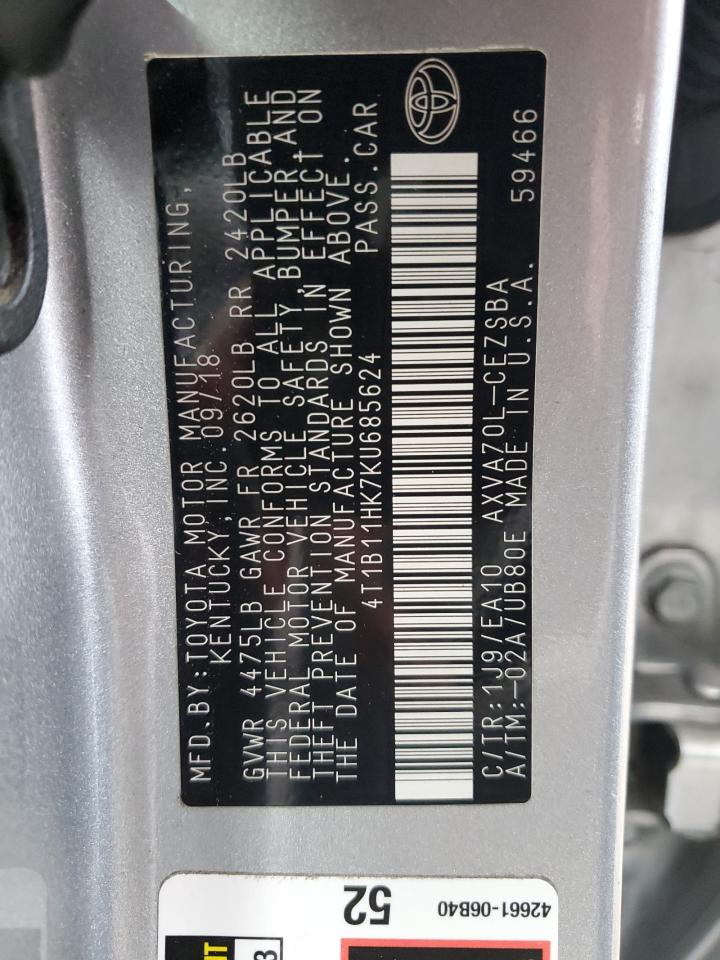 MFD. BY: TOYOTA MOTOR MANUFACTURING,
KENTUCKY, INC. 09/18
GVWR 4475LB GAWR FR 2620LB RR 2420LB
THIS VEHICLE CONFORMS TO ALL APPLICABLE
FEDERAL MOTOR VEHICLE SAFETY, BUMPER, AND
THEFT PREVENTION STANDARDS IN EFFECT ON
THE DATE OF MANUFACTURE SHOWN ABOVE.
4T1B11HK7KU685624 PASS. CAR
C/TR:1J9/EA10 AXVA70L-CEZSBA 59466
A/TM:-02A/UB80E MADE IN U.S.A.
52
42661-06B40
3